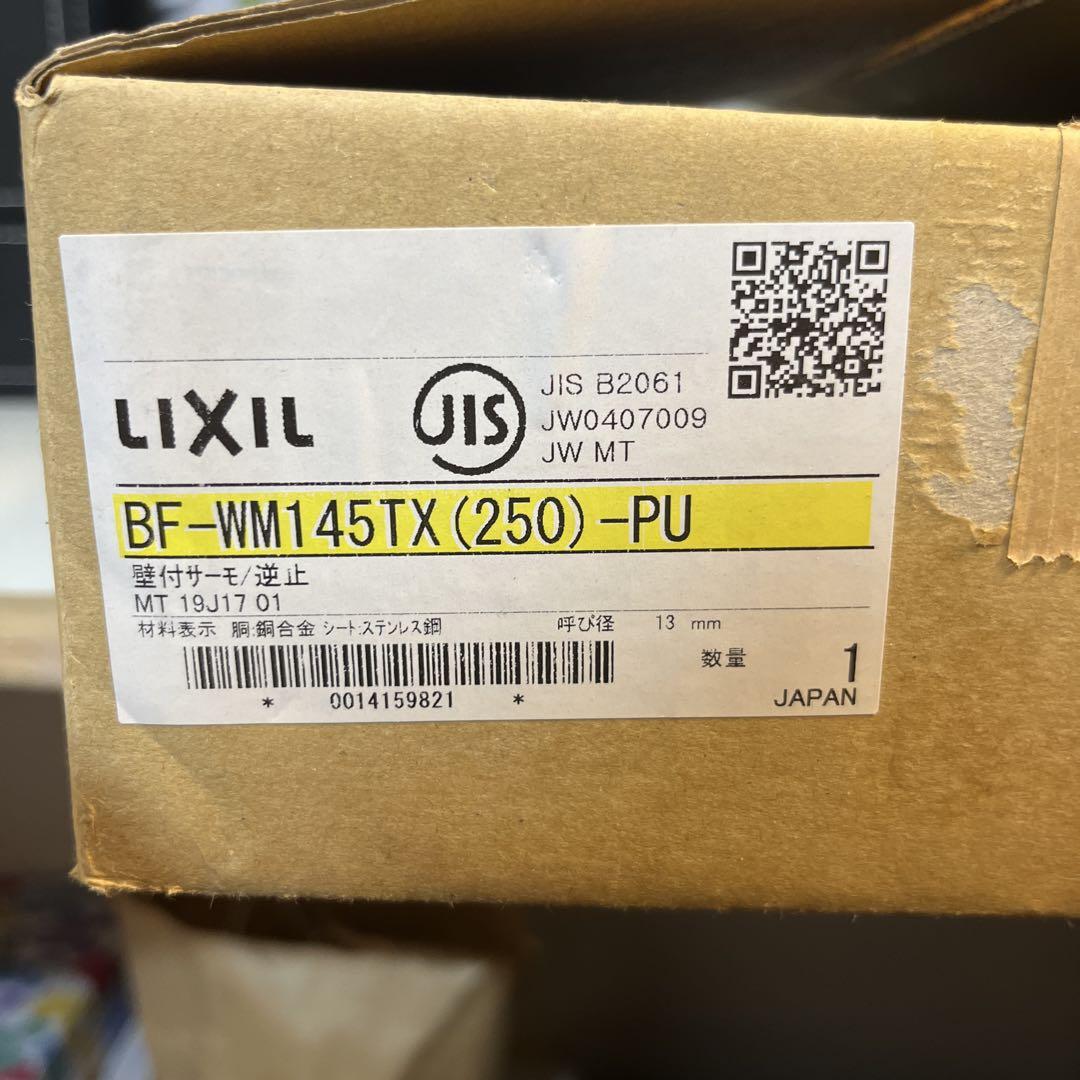 LIXIL
JIS
JIS B2061
JW0407009
JW MT
BF-WM145TX(250)-PU
壁付サーモ/逆止
MT 19J17 01
材料表示 胴:銅合金 シート:ステンレス鋼 呼び径 13 mm
* 0014159821 *
数量 1
JAPAN